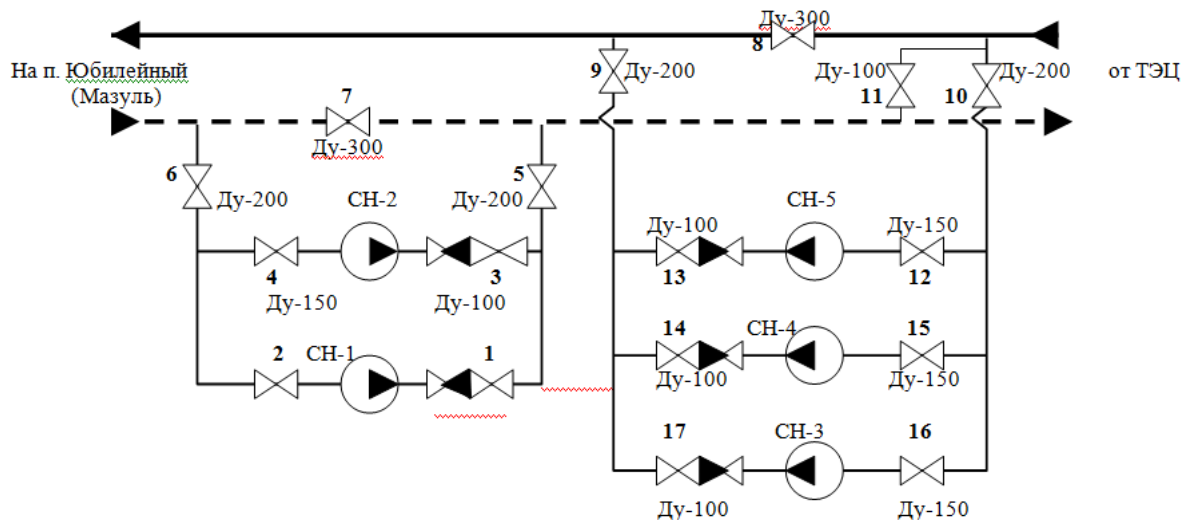 Ду-300
8
На п. Юбилейный
(Мазуль)
9
Ду-200
Ду-100
11
10
Ду-200
от ТЭЦ
7
Ду-300
6
Ду-200
5
Ду-200
СН-2
4
Ду-150
3
Ду-100
2
СН-1
1
Ду-100
13
СН-5
Ду-150
12
14
Ду-100
СН-4
15
Ду-150
17
Ду-100
СН-3
16
Ду-150